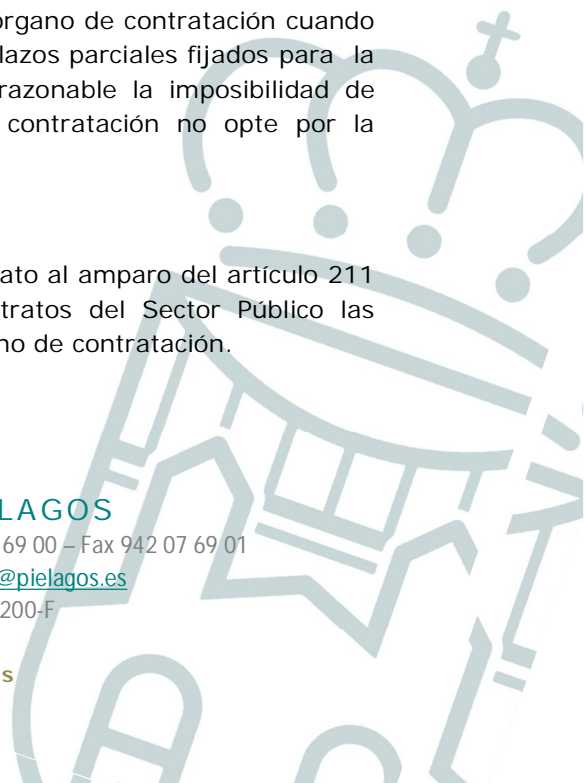 órgano de contratación cuando
lazos parciales fijados para la
razonable la imposibilidad de
contratación no opte por la
ato al amparo del artículo 211
tratos del Sector Público las
no de contratación.
LAGOS
69 00 – Fax 942 07 69 01
@pielagos.es
200-F
s